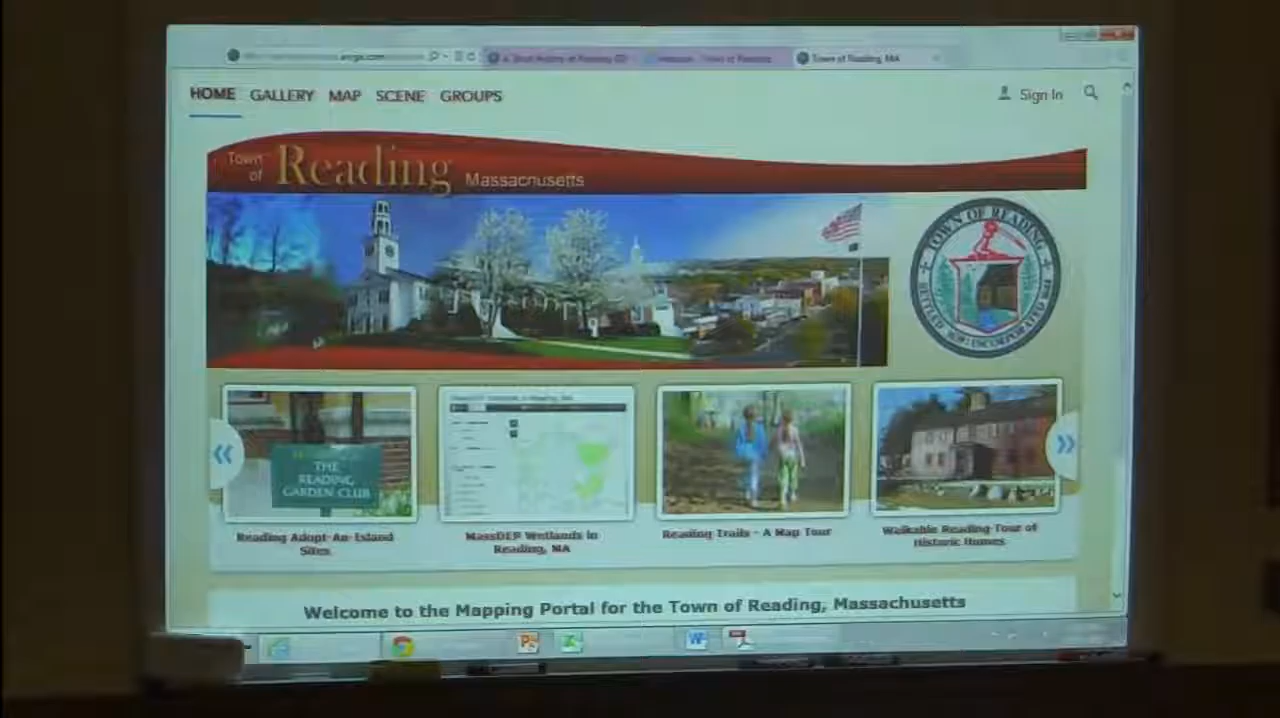 Town of Reading, MA
HOME GALLERY MAP SCENE GROUPS
Sign In
Town of Reading Massachusetts
TOWN OF READING
INCORPORATED
THE
READING
GARDEN CLUB
Reading Adopt-An-Island
Sites
MassDEP Wetlands in
Reading, MA
Reading Trails - A Map Tour
Walkable Reading Tour of
Historic Homes
Welcome to the Mapping Portal for the Town of Reading, Massachusetts